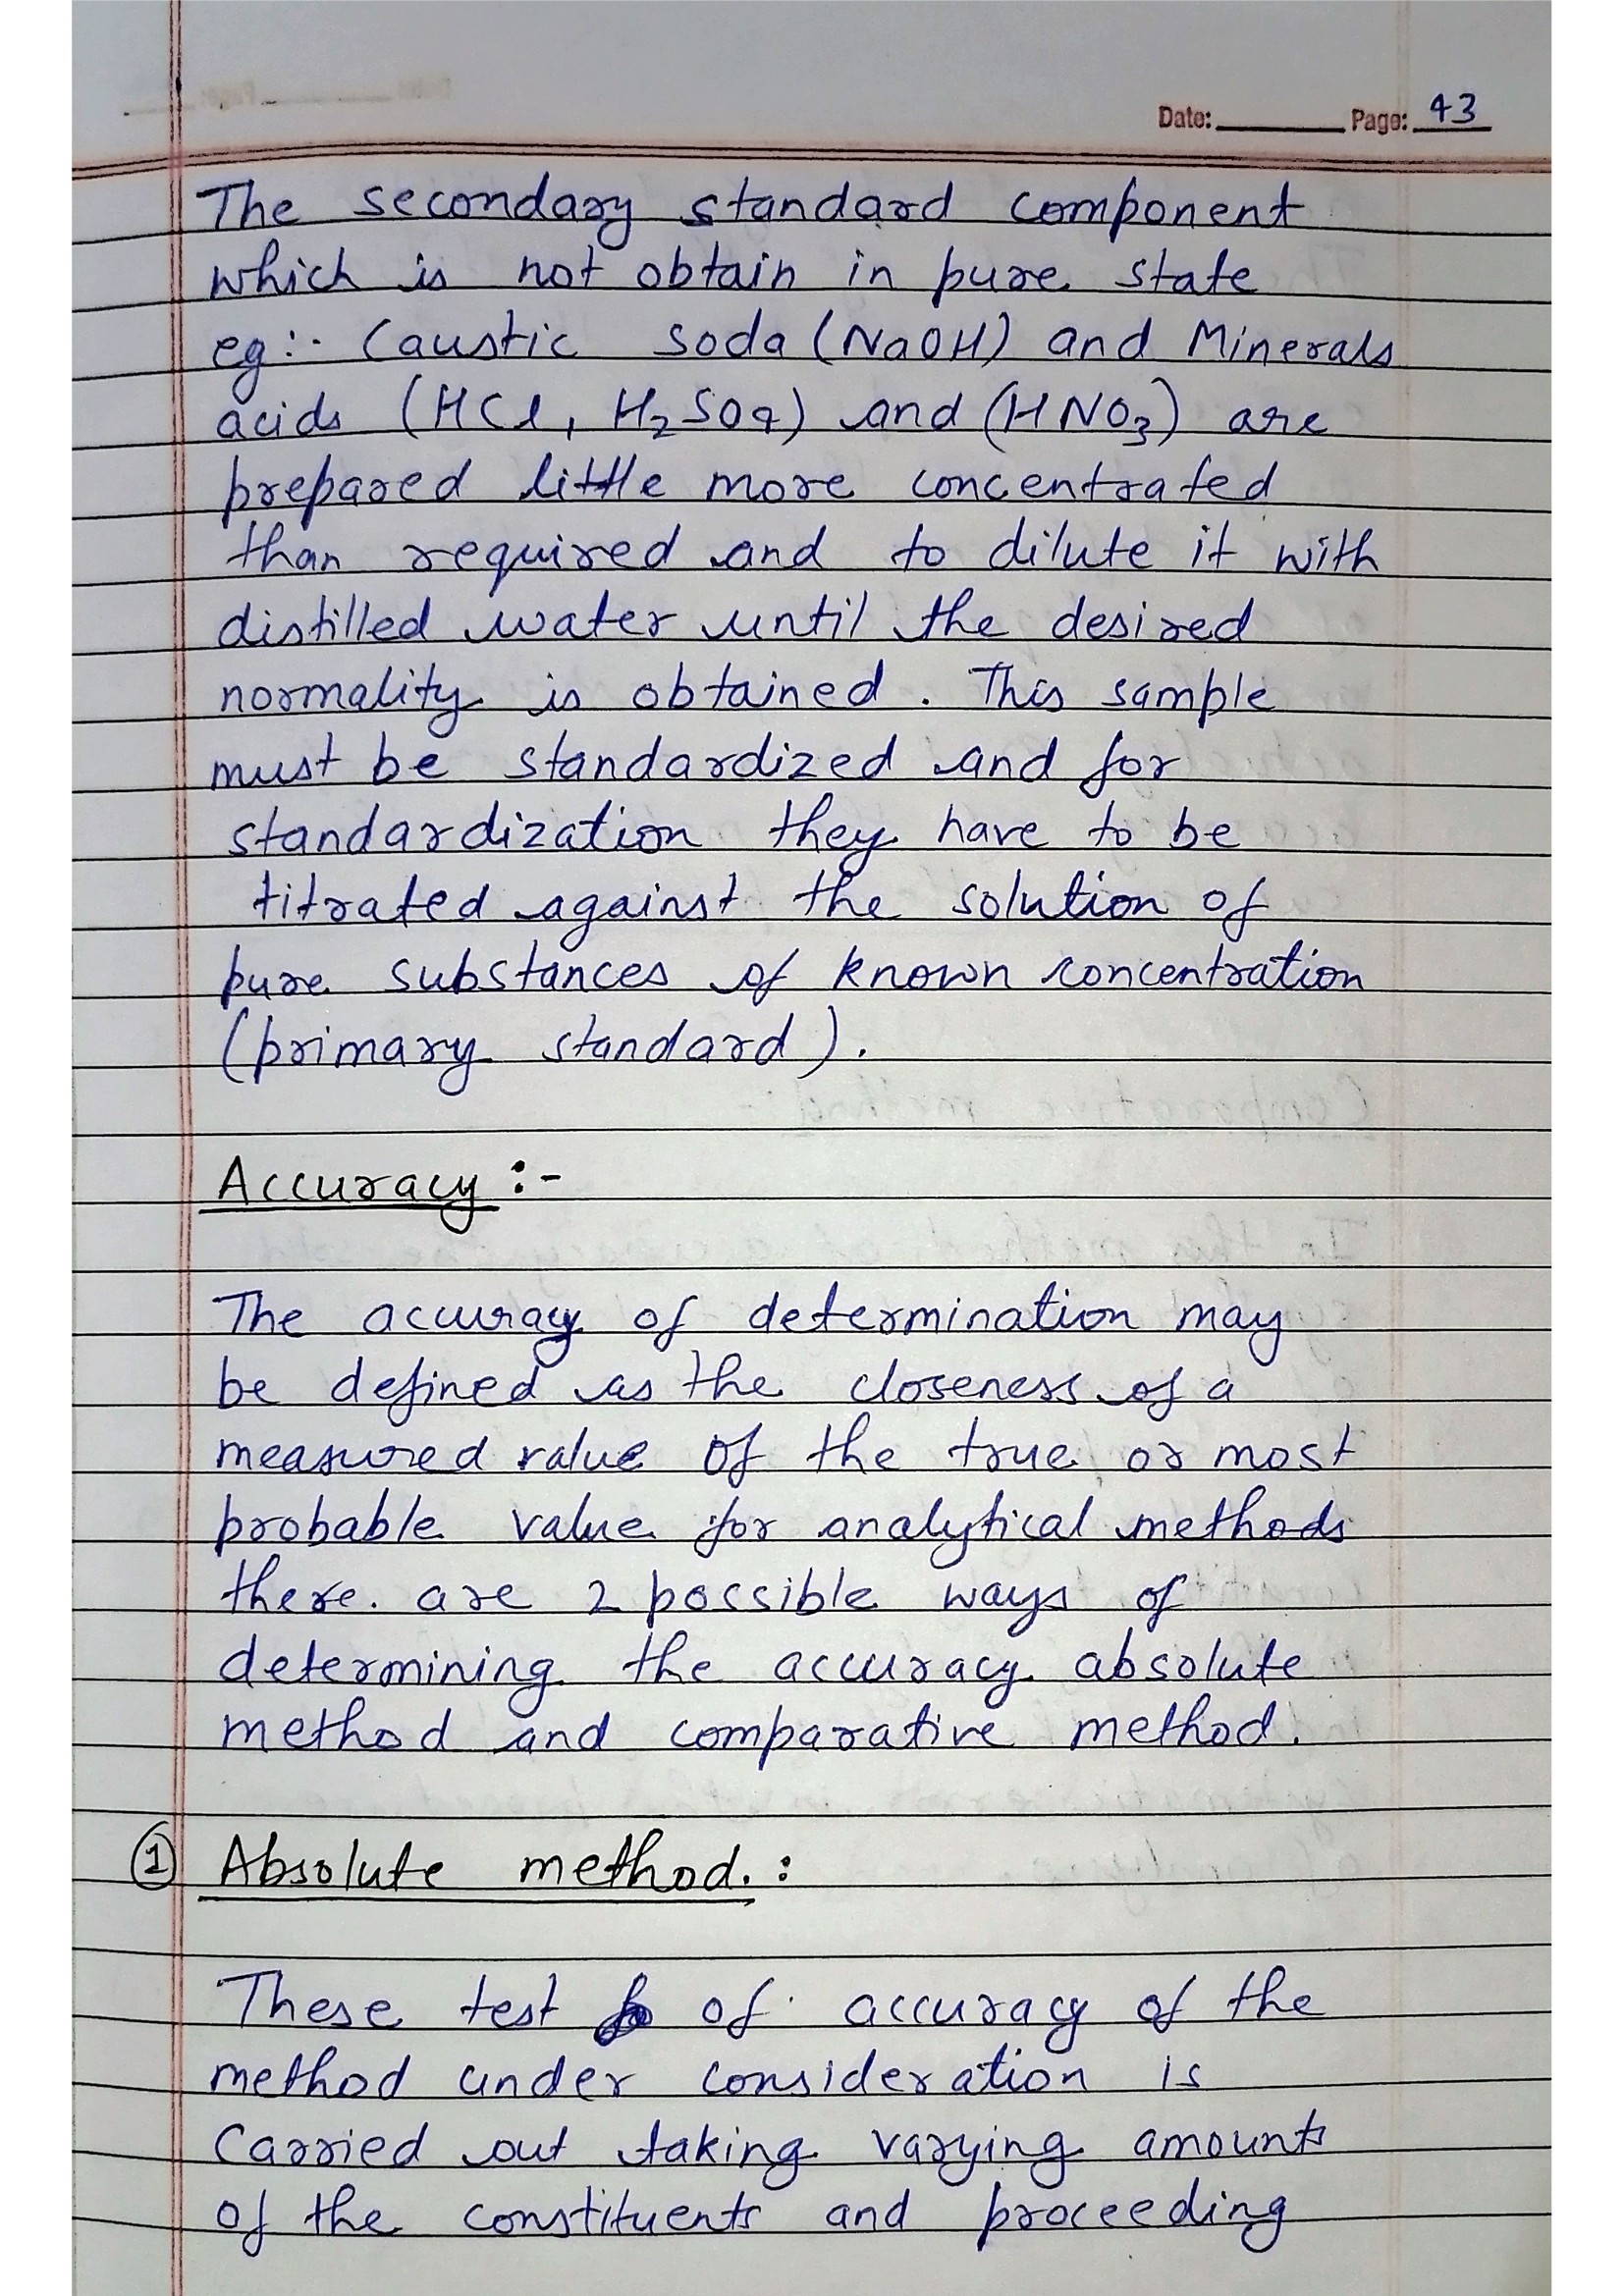 Date: Page: 43
The secondary standard component
which is not obtain in pure state
eg:- Caustic soda (NaOH) and Minerals
acids (HCl, H₂SO4) and (HNO₃) are
prepared little more concentrated
than required and to dilute it with
distilled water until the desired
normality is obtained. This sample
must be standardized and for
standardization they have to be
titrated against the solution of
pure substances of known concentration
(primary standard).
Accuracy :-
The accuracy of determination may
be defined as the closeness of a
measured value of the true or most
probable value for analytical methods
there. are 2 possible ways of
determining the accuracy absolute
method and comparative method.
① Absolute method. :
These test of accuracy of the
method under consideration is
Carried out taking varying amounts
of the constituents and proceeding